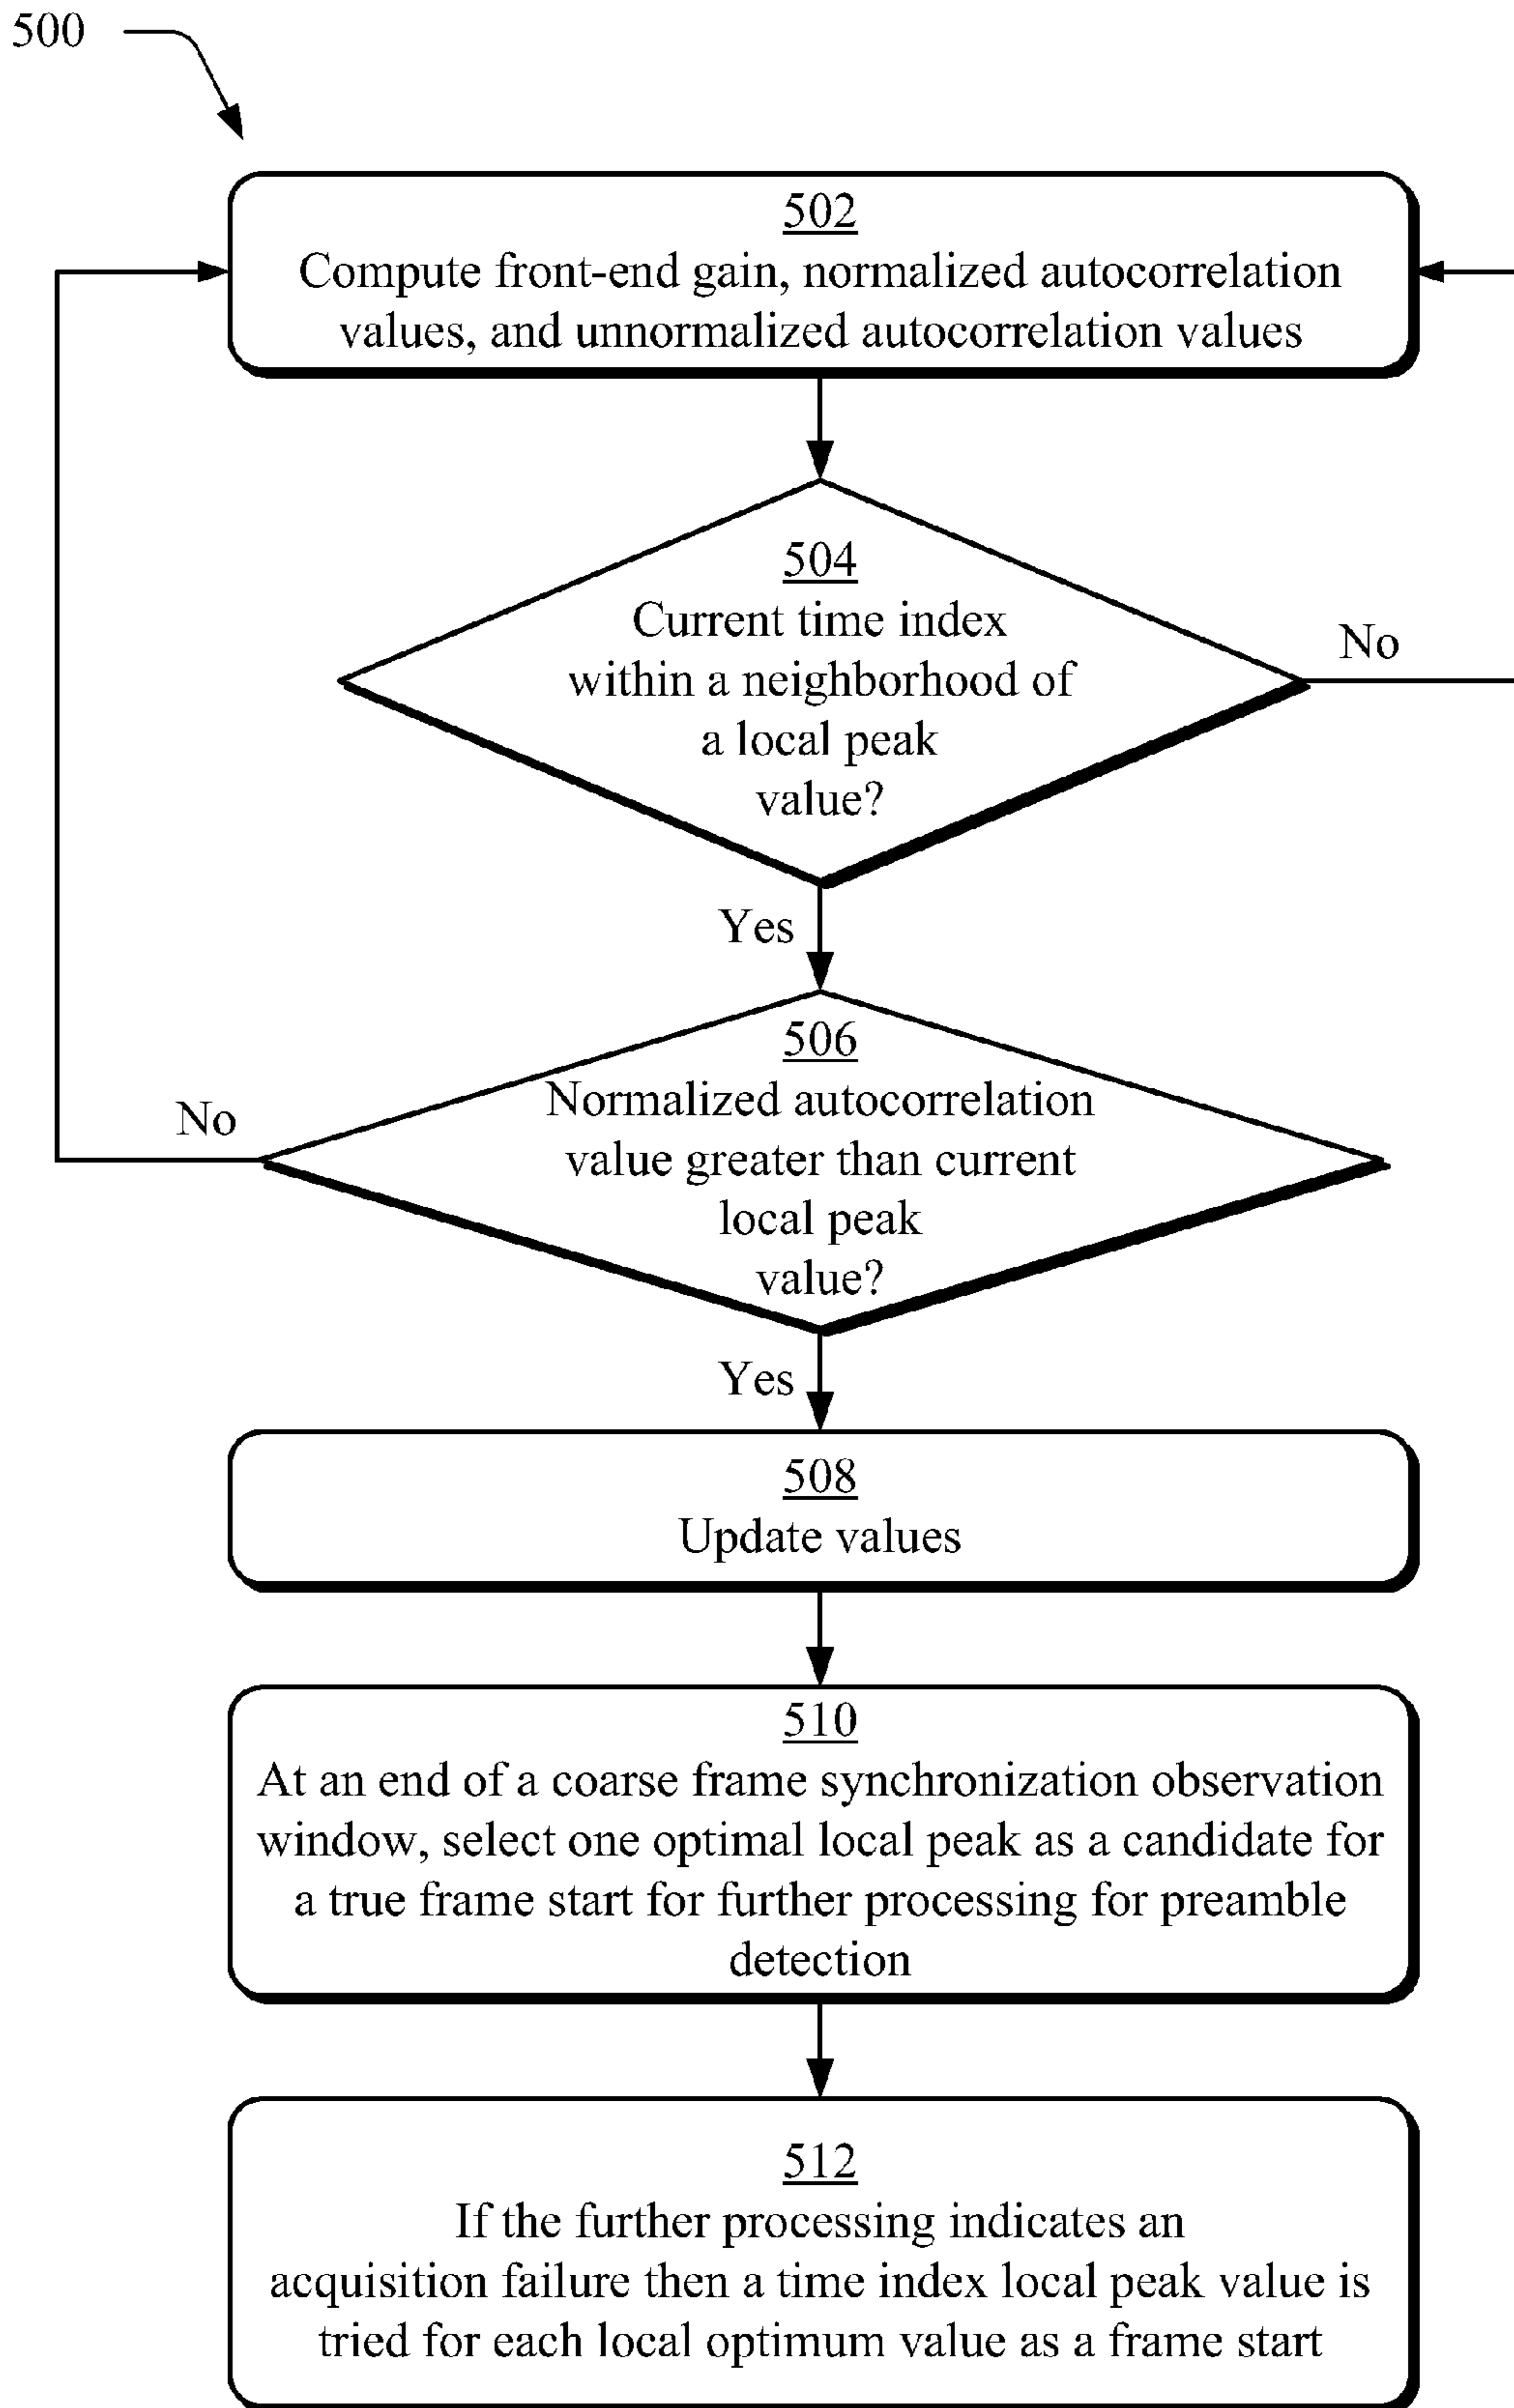 500
502
Compute front-end gain, normalized autocorrelation
values, and unnormalized autocorrelation values
504
Current time index
within a neighborhood of
a local peak
value?
No
Yes
506
Normalized autocorrelation
value greater than current
local peak
value?
No
Yes
508
Update values
510
At an end of a coarse frame synchronization observation
window, select one optimal local peak as a candidate for
a true frame start for further processing for preamble
detection
512
If the further processing indicates an
acquisition failure then a time index local peak value is
tried for each local optimum value as a frame start